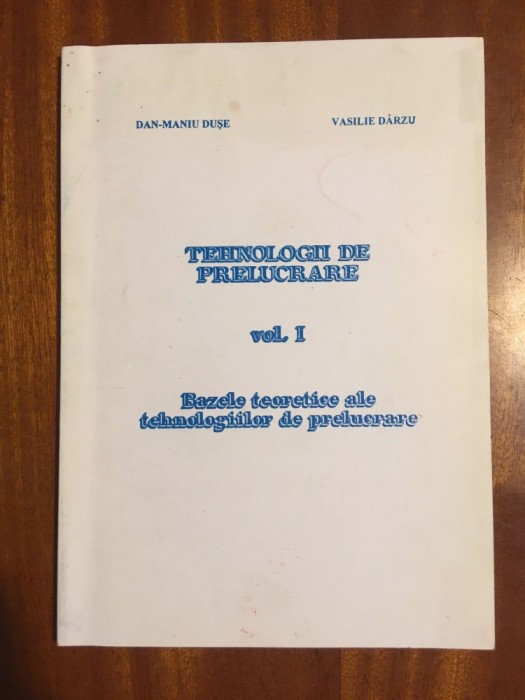 DAN-MANIU DUȘE VASILIE DÂRZU
TEHNOLOGII DE
PRELUCRARE
vol. I
Bazele teoretice ale
tehnologiilor de prelucrare